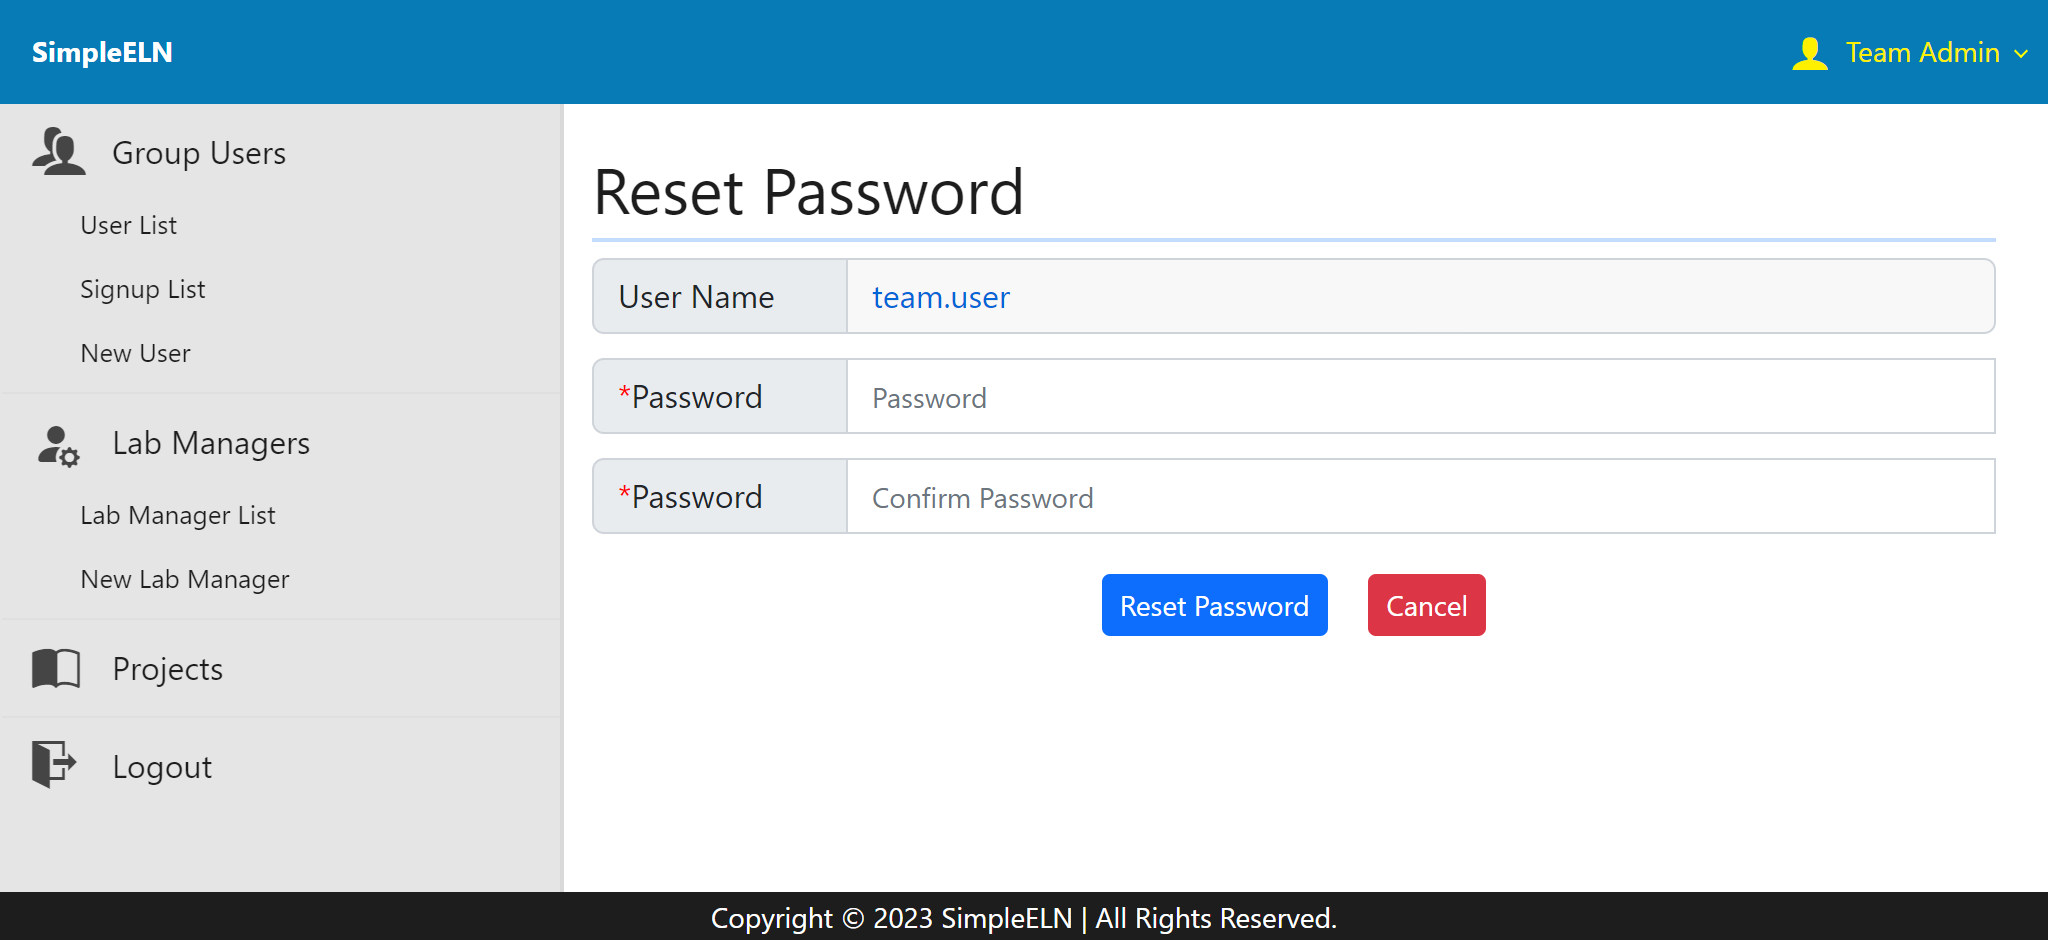 SimpleELN
Team Admin
Group Users
User List
Signup List
New User
Lab Managers
Lab Manager List
New Lab Manager
Projects
Logout
Reset Password
User Name team.user
*Password Password
*Password Confirm Password
Reset Password Cancel
Copyright © 2023 SimpleELN | All Rights Reserved.